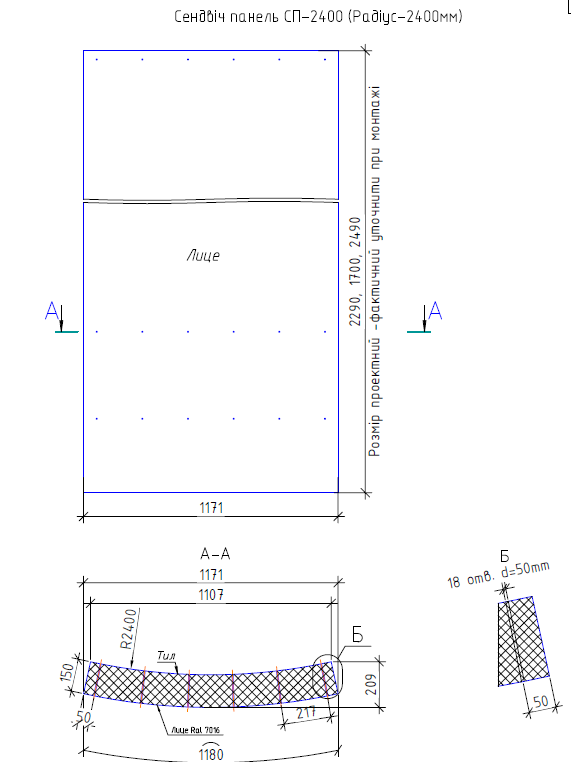 Сендвіч панель СП-2400 (Радіус-2400мм)
Лице
2290, 1700, 2490
Розмір проектний -фактичний уточнити при монтажі
А
А
1171
А-А
1171
1107
R2400
Тил
Б
150
50
209
217
Лице Ral 7016
1180
Б
18 отв. d=50mm
50